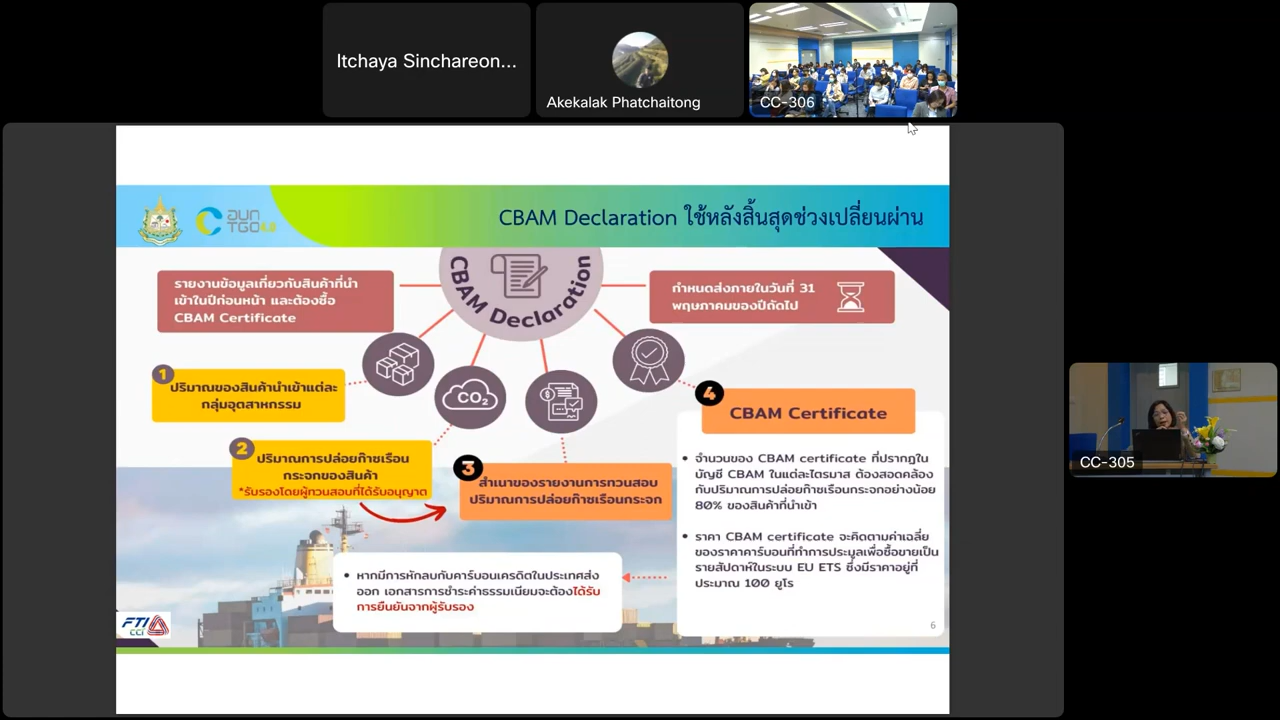 Itchaya Sinchareon...
Akekalak Phatchaitong
CC-306
อบก
TGO
CBAM Declaration ใช้หลังสิ้นสุดช่วงเปลี่ยนผ่าน
รายงานข้อมูลเกี่ยวกับสินค้าที่นำ
เข้าในปีก่อนหน้า และต้องซื้อ
CBAM Certificate
CBAM Declaration
กำหนดส่งภายในวันที่ 31
พฤษภาคมของปีถัดไป
1
ปริมาณของสินค้านำเข้าแต่ละ
กลุ่มอุตสาหกรรม
CO₂
2
ปริมาณการปล่อยก๊าซเรือน
กระจกของสินค้า
*รับรองโดยผู้ทวนสอบที่ได้รับอนุญาต
3
สำเนาของรายงานการทวนสอบ
ปริมาณการปล่อยก๊าซเรือนกระจก
4
CBAM Certificate
• จำนวนของ CBAM certificate ที่ปรากฏใน
บัญชี CBAM ในแต่ละไตรมาส ต้องสอดคล้อง
กับปริมาณการปล่อยก๊าซเรือนกระจกอย่างน้อย
80% ของสินค้าที่นำเข้า
• ราคา CBAM certificate จะคิดตามค่าเฉลี่ย
ของราคาคาร์บอนที่ทำการประมูลเพื่อซื้อขายเป็น
รายสัปดาห์ในระบบ EU ETS ซึ่งมีราคาอยู่ที่
ประมาณ 100 ยูโร
• หากมีการหักลบกับคาร์บอนเครดิตในประเทศส่ง
ออก เอกสารการชำระค่าธรรมเนียมจะต้องได้รับ
การยืนยันจากผู้รับรอง
FTI
CCI
6
CC-305